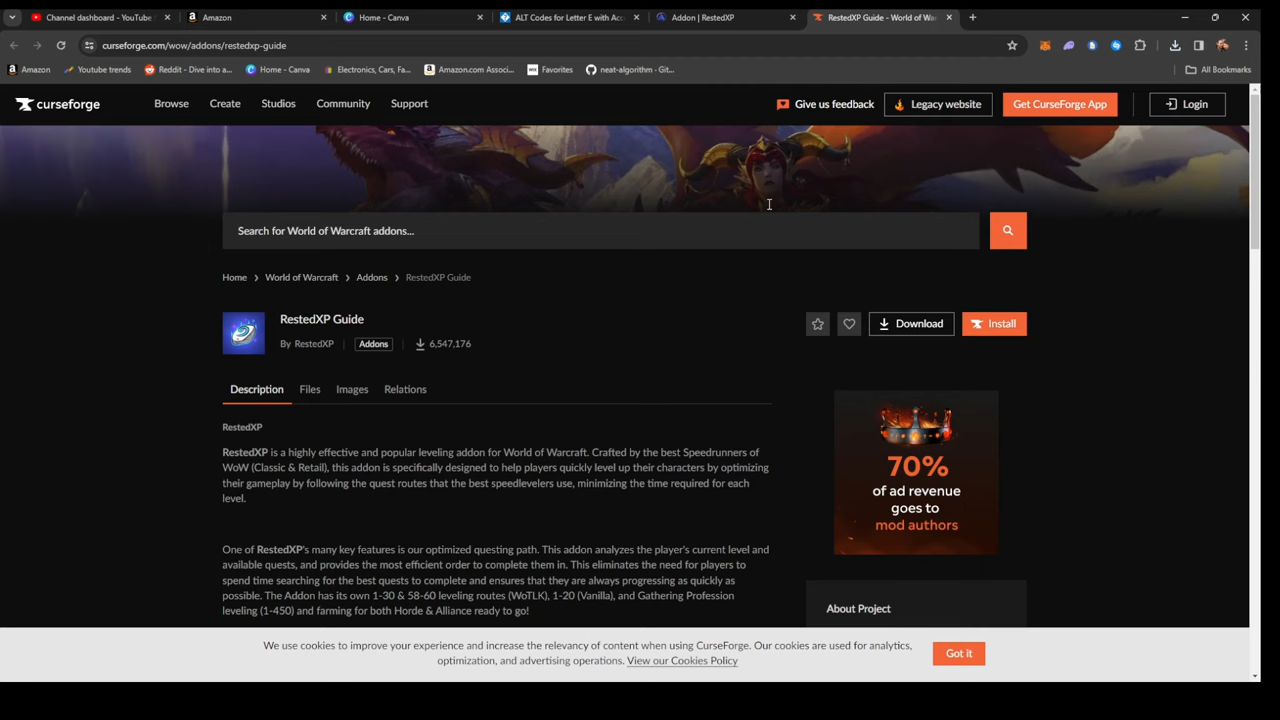 Channel dashboard - YouTube
Amazon
Home - Canva
ALT Codes for Letter E with Acc
Addon | RestedXP
RestedXP Guide - World of Wa
curseforge.com/wow/addons/restedxp-guide
Amazon
Youtube trends
Reddit - Dive into a...
Home - Canva
Electronics, Cars, Fa...
Amazon.com Associ...
Favorites
neat-algorithm - Git...
All Bookmarks
curseforge
Browse
Create
Studios
Community
Support
Give us feedback
Legacy website
Get CurseForge App
Login
Search for World of Warcraft addons...
Home > World of Warcraft > Addons > RestedXP Guide
RestedXP Guide
By RestedXP
Addons
6,547,176
Download
Install
Description
Files
Images
Relations
RestedXP
RestedXP is a highly effective and popular leveling addon for World of Warcraft. Crafted by the best Speedrunners of
WoW (Classic & Retail), this addon is specifically designed to help players quickly level up their characters by optimizing
their gameplay by following the quest routes that the best speedlevelers use, minimizing the time required for each
level.
One of RestedXP's many key features is our optimized questing path. This addon analyzes the player's current level and
available quests, and provides the most efficient order to complete them in. This eliminates the need for players to
spend time searching for the best quests to complete and ensures that they are always progressing as quickly as
possible. The Addon has its own 1-30 & 58-60 leveling routes (WoTLK), 1-20 (Vanilla), and Gathering Profession
leveling (1-450) and farming for both Horde & Alliance ready to go!
70%
of ad revenue
goes to
mod authors
About Project
We use cookies to improve your experience and increase the relevancy of content when using CurseForge. Our cookies are used for analytics,
optimization, and advertising operations. View our Cookies Policy
Got it